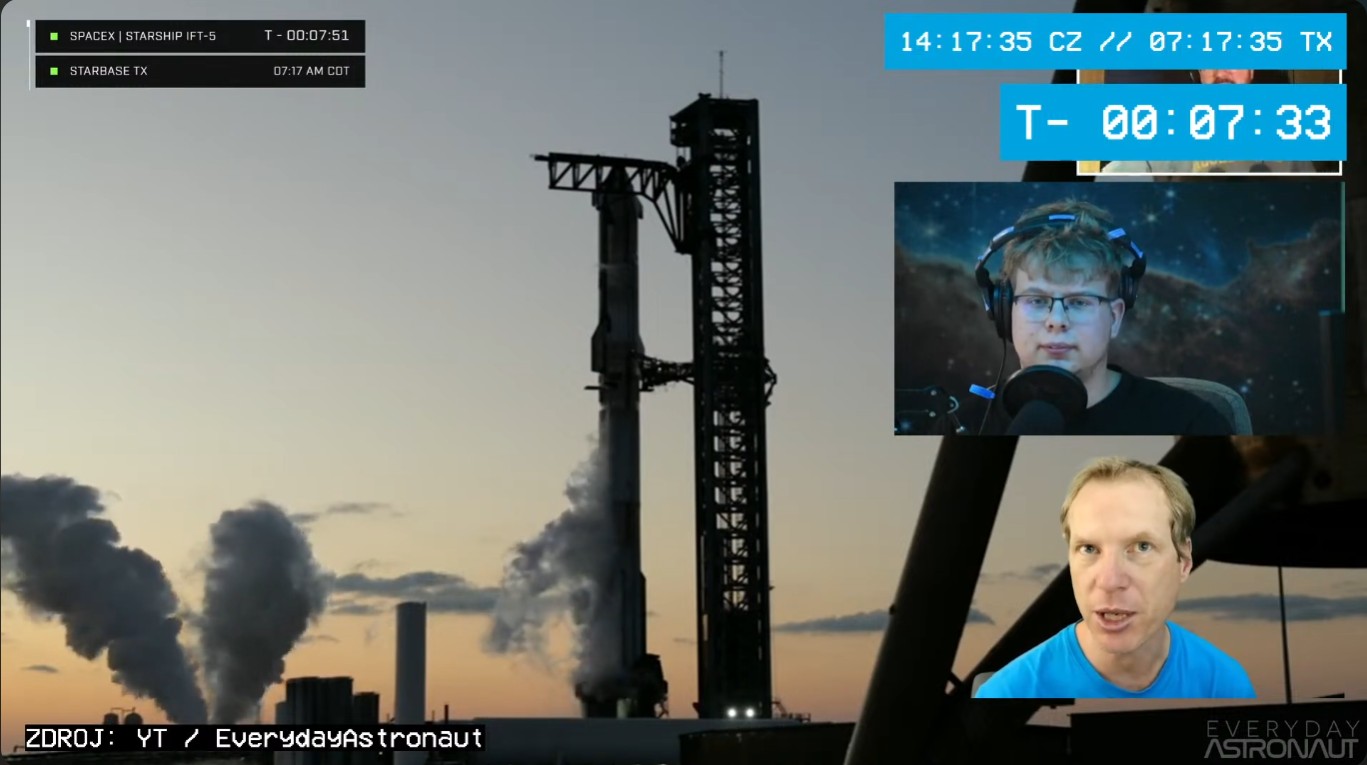 SPACEX | STARSHIP IFT-5 T - 00:07:51
STARBASE TX 07:17 AM CDT
14:17:35 CZ // 07:17:35 TX
T- 00:07:33
ZDROJ: YT / EverydayAstronaut
EVERYDAY
ASTRONAUT